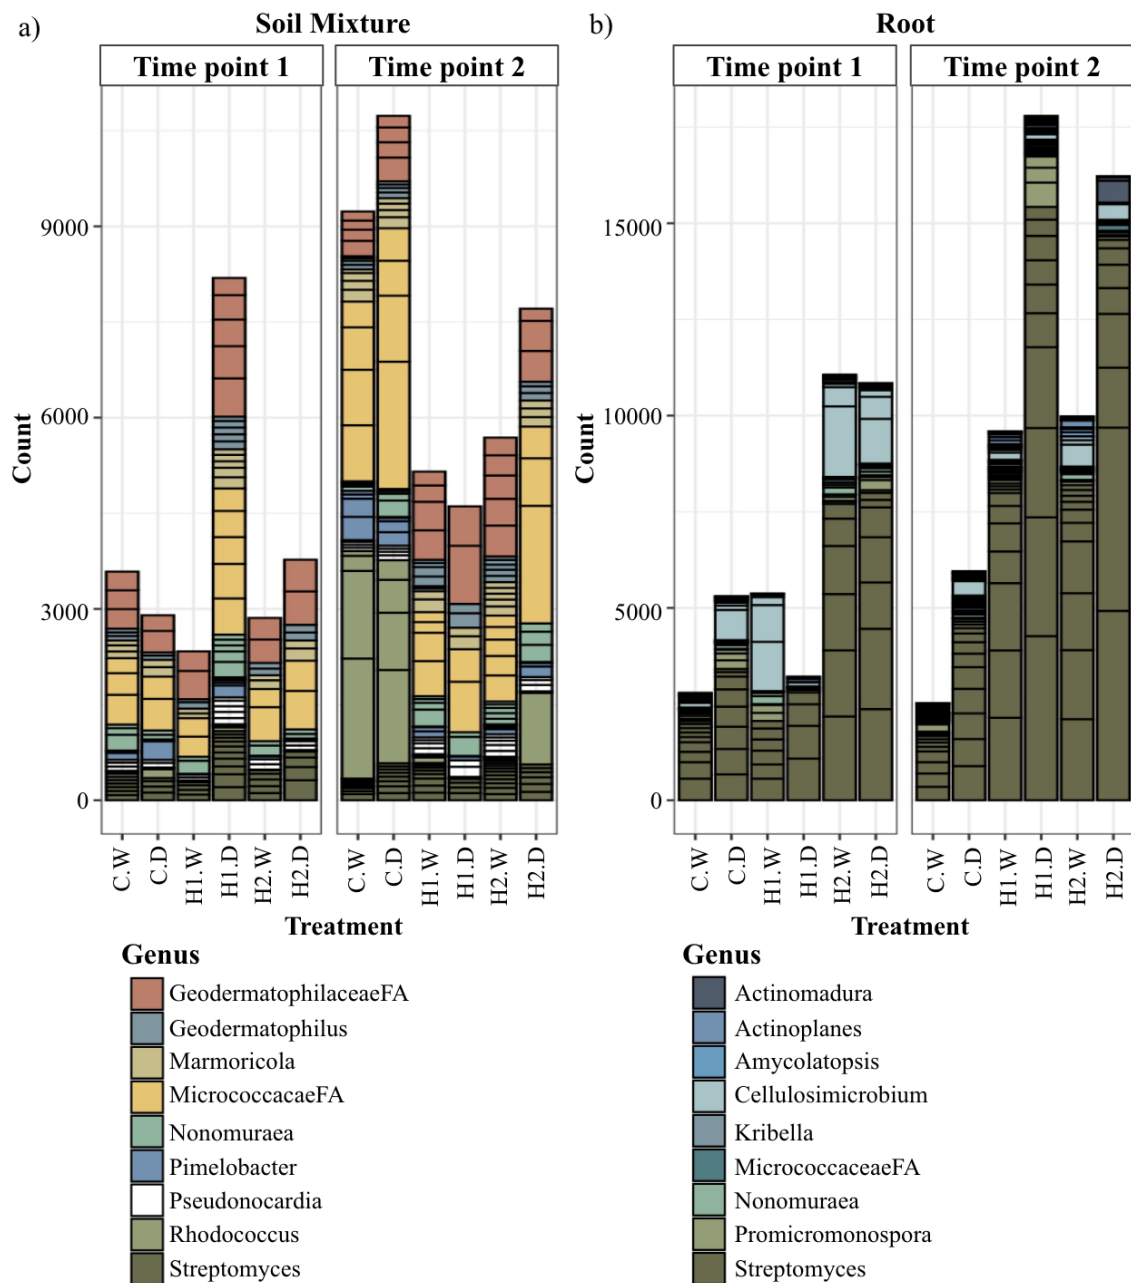 a)
Soil Mixture
Time point 1
Time point 2
Count
9000
6000
3000
0
C.W
C.D
H1.W
H1.D
H2.W
H2.D
C.W
C.D
H1.W
H1.D
H2.W
H2.D
Treatment
Genus
GeodermatophilaceaeFA
Geodermatophilus
Marmoricola
MicrococcacaeFA
Nonomuraea
Pimelobacter
Pseudonocardia
Rhodococcus
Streptomyces
b)
Root
Time point 1
Time point 2
Count
15000
10000
5000
0
C.W
C.D
H1.W
H1.D
H2.W
H2.D
C.W
C.D
H1.W
H1.D
H2.W
H2.D
Treatment
Genus
Actinomadura
Actinoplanes
Amycolatopsis
Cellulosimicrobium
Kribella
MicrococcaceaeFA
Nonomuraea
Promicromonospora
Streptomyces